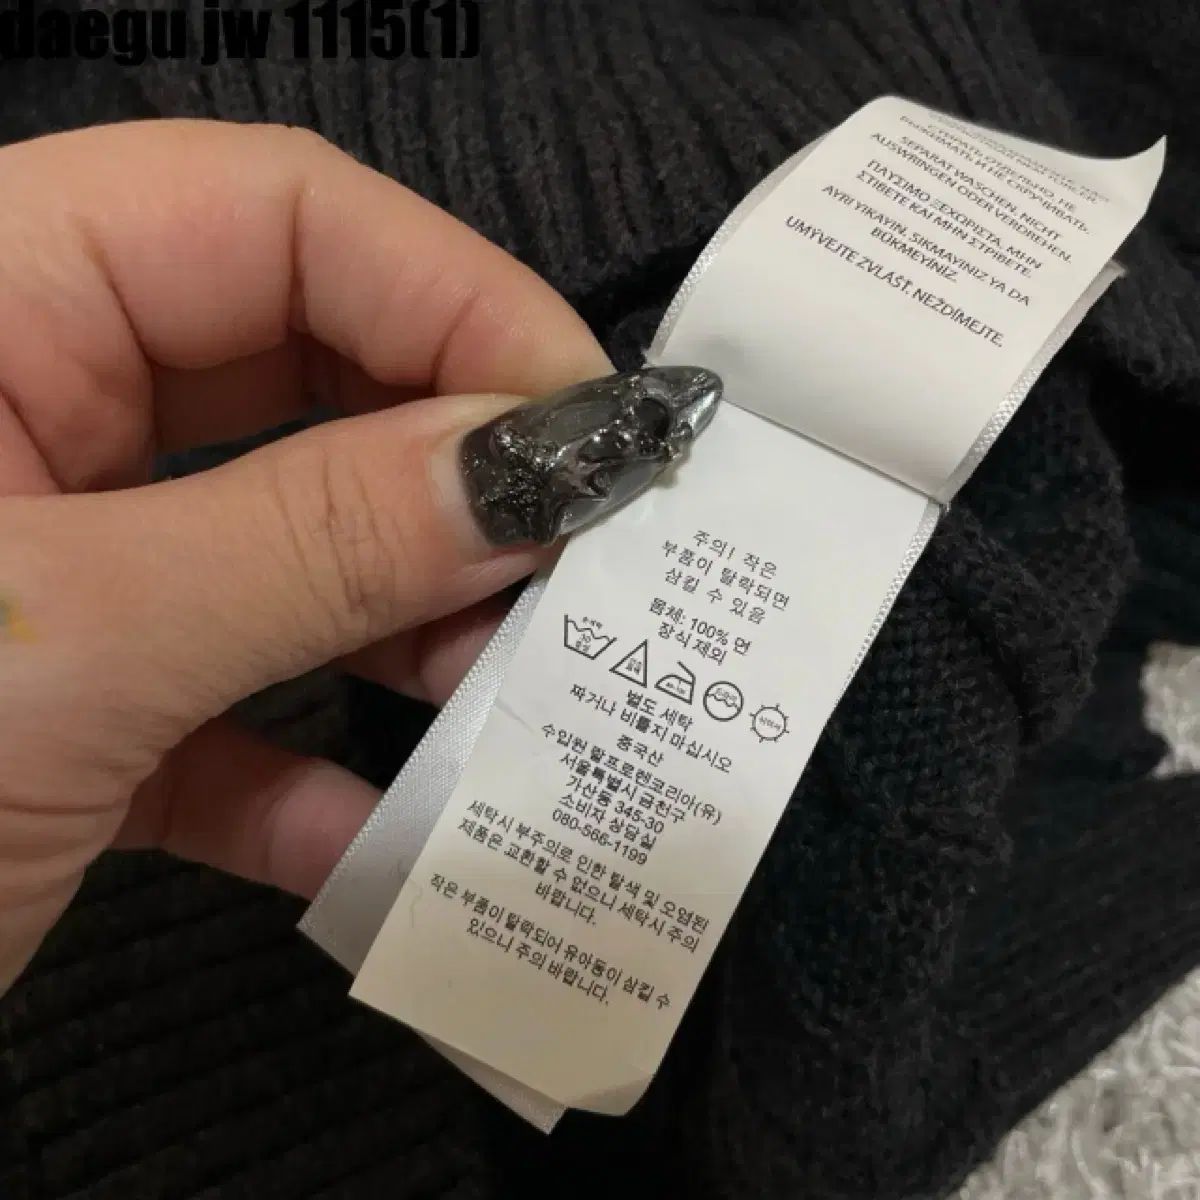 daegu jw 1115(1)
СТИРАТЬ ОТДЕЛЬНО, НЕ
ВЫЖИМАТЬ И НЕ СКРУЧИВАТЬ.
SEPARAT WASCHEN. NICHT
AUSWRINGEN ODER VERDREHEN.
ΠΛΥΣΙΜΟ ΞΕΧΩΡΙΣΤΑ. ΜΗΝ
ΣΤΙΒΕΤΕ ΚΑΙ ΜΗΝ ΣΤΡΙΒΕΤΕ.
AYRI YIKAYIN. SIKMAYINIZ YA DA
BÜKMEYİNİZ.
UMÝVEJTE ZVLÁŠT. NEŽDÍMEJTE.
주의! 작은
부품이 탈락되면
삼킬 수 있음
몸체: 100% 면
장식 제외
30
별도 세탁
짜거나 비틀지 마십시오
중국산
수입원 랄프로렌코리아(유)
서울특별시 금천구
가산동 345-30
소비자 상담실
080-566-1199
세탁시 부주의로 인한 탈색 및 오염된
제품은 교환할 수 없으니 세탁시 주의
바랍니다.
작은 부품이 탈락되어 유아동이 삼킬 수
있으니 주의 바랍니다.